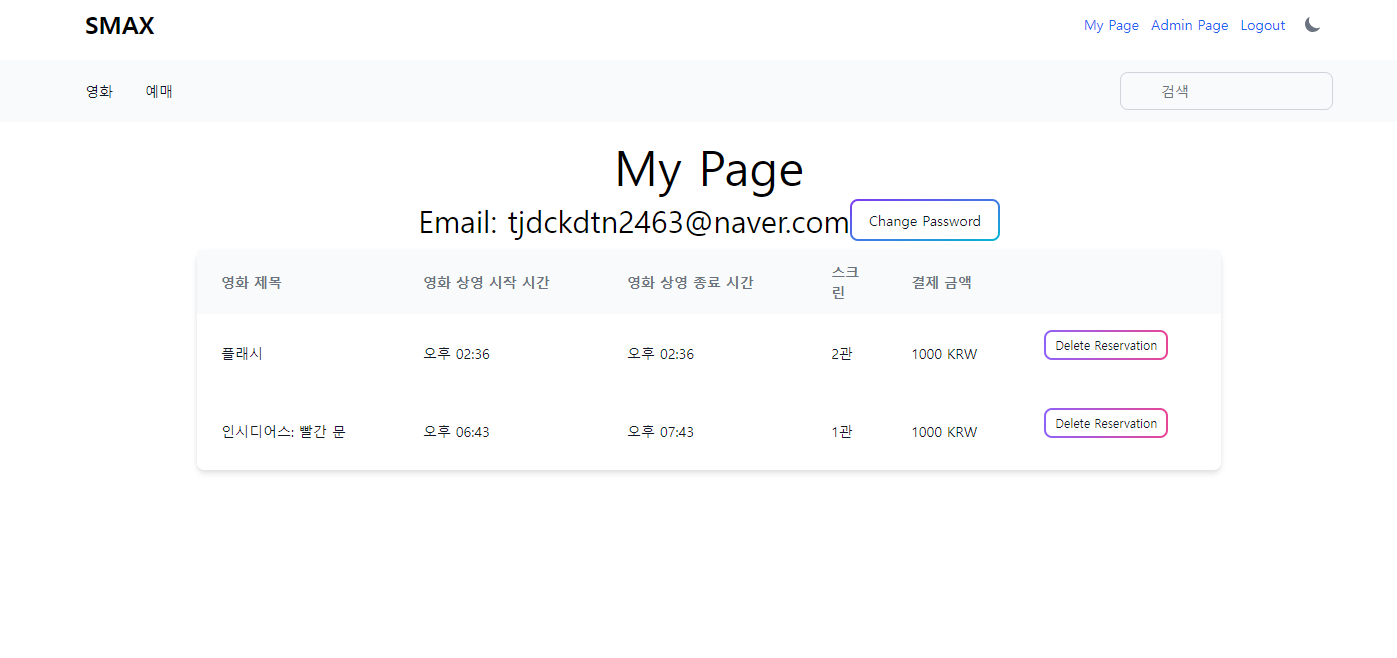 SMAX
My Page Admin Page Logout
영화 예매 검색
My Page
Email: tjdckdtn2463@naver.com Change Password
영화 제목 영화 상영 시작 시간 영화 상영 종료 시간 스크린 결제 금액
플래시 오후 02:36 오후 02:36 2관 1000 KRW Delete Reservation
인시디어스: 빨간 문 오후 06:43 오후 07:43 1관 1000 KRW Delete Reservation